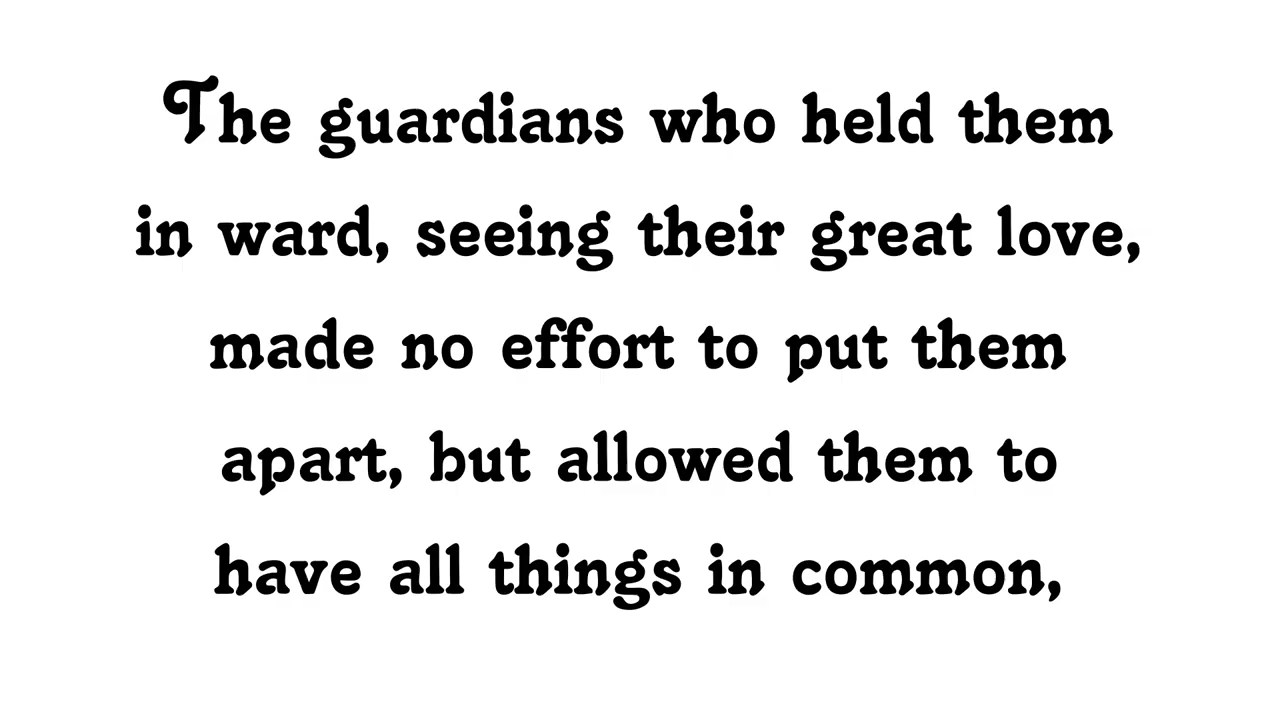 The guardians who held them
in ward, seeing their great love,
made no effort to put them
apart, but allowed them to
have all things in common,